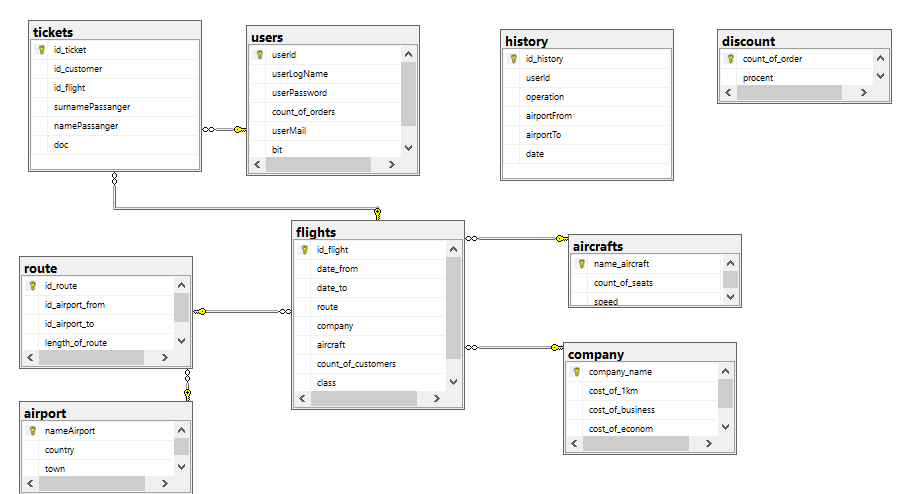 tickets
id_ticket
id_customer
id_flight
surnamePassanger
namePassanger
doc
users
userId
userLogName
userPassword
count_of_orders
userMail
bit
history
id_history
userId
operation
airportFrom
airportTo
date
discount
count_of_order
procent
flights
id_flight
date_from
date_to
route
company
aircraft
count_of_customers
class
aircrafts
name_aircraft
count_of_seats
speed
route
id_route
id_airport_from
id_airport_to
length_of_route
company
company_name
cost_of_1km
cost_of_business
cost_of_econom
airport
nameAirport
country
town